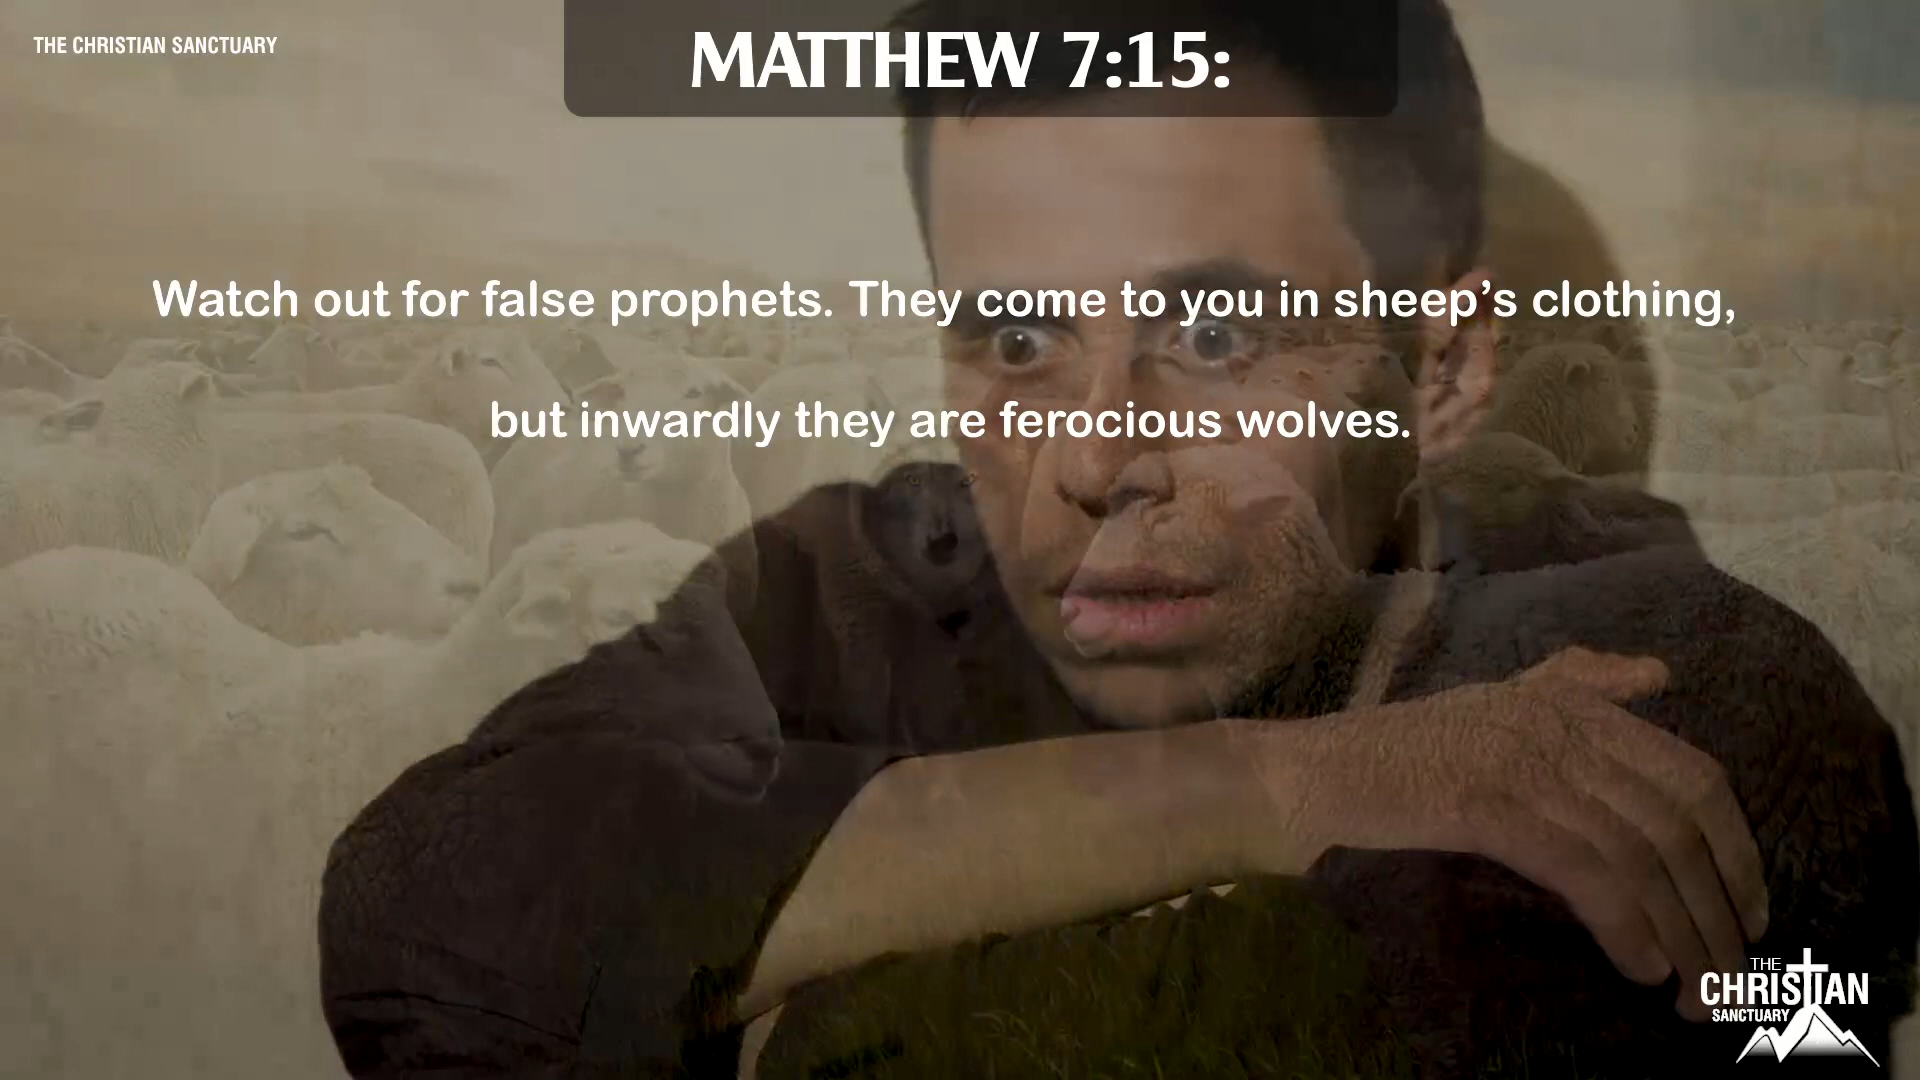 THE CHRISTIAN SANCTUARY
MATTHEW 7:15:
Watch out for false prophets. They come to you in sheep’s clothing,
but inwardly they are ferocious wolves.
THE
CHRISTIAN
SANCTUARY